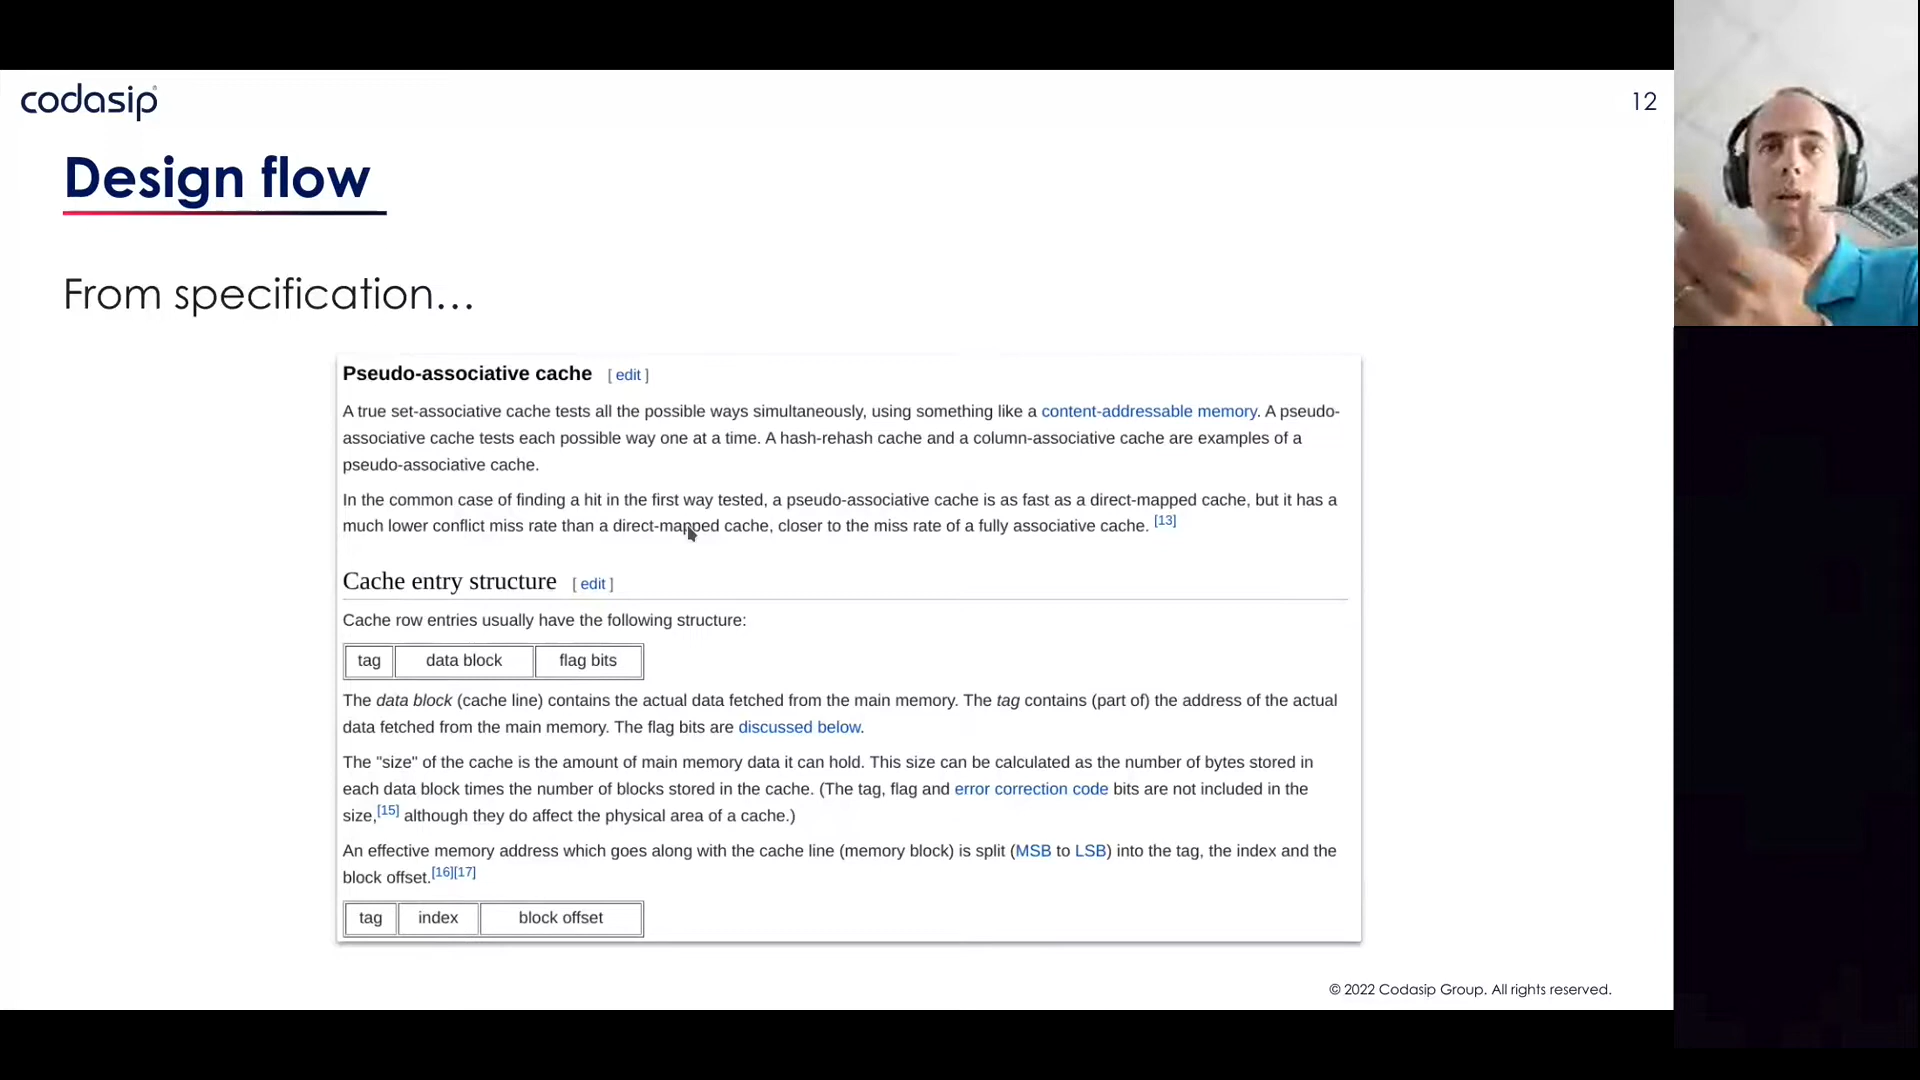 codasip
12
Design flow
From specification...
Pseudo-associative cache [ edit ]
A true set-associative cache tests all the possible ways simultaneously, using something like a content-addressable memory. A pseudo-
associative cache tests each possible way one at a time. A hash-rehash cache and a column-associative cache are examples of a
pseudo-associative cache.
In the common case of finding a hit in the first way tested, a pseudo-associative cache is as fast as a direct-mapped cache, but it has a
much lower conflict miss rate than a direct-mapped cache, closer to the miss rate of a fully associative cache. [13]
Cache entry structure [ edit ]
Cache row entries usually have the following structure:
tag data block flag bits
The data block (cache line) contains the actual data fetched from the main memory. The tag contains (part of) the address of the actual
data fetched from the main memory. The flag bits are discussed below.
The "size" of the cache is the amount of main memory data it can hold. This size can be calculated as the number of bytes stored in
each data block times the number of blocks stored in the cache. (The tag, flag and error correction code bits are not included in the
size,[15] although they do affect the physical area of a cache.)
An effective memory address which goes along with the cache line (memory block) is split (MSB to LSB) into the tag, the index and the
block offset.[16][17]
tag index block offset
© 2022 Codasip Group. All rights reserved.